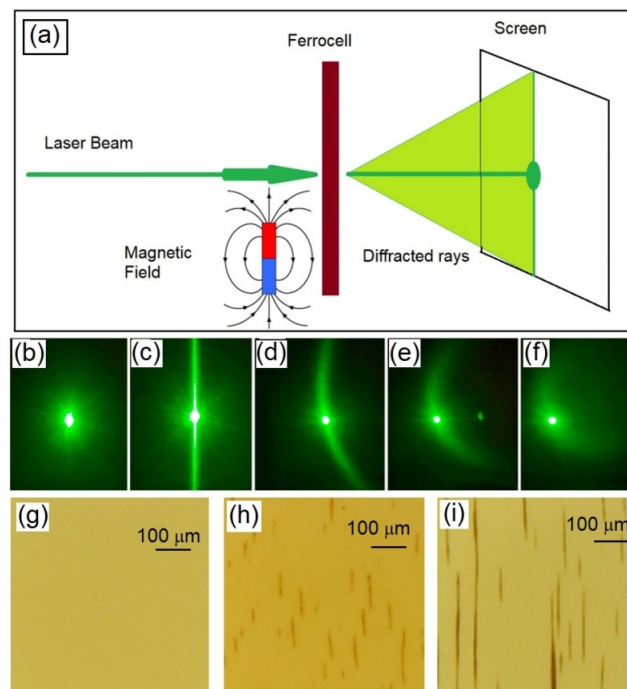 (a)
Ferrocell
Screen
Laser Beam
Magnetic
Field
Diffracted rays
(b)
(c)
(d)
(e)
(f)
(g)
100 μm
(h)
100 μm
(i)
100 μm